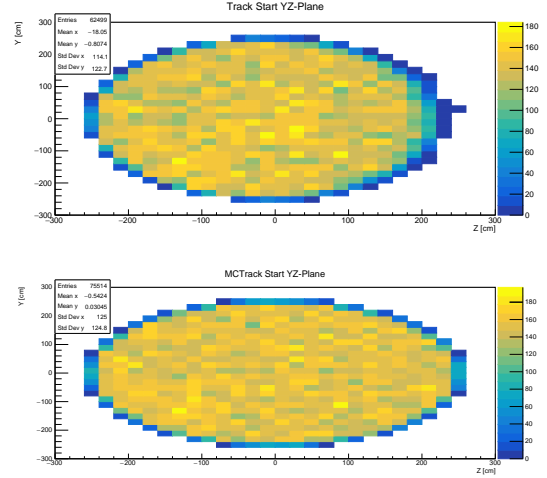 Track Start YZ-Plane
Entries 62499
Mean x −18.05
Mean y −0.8074
Std Dev x 114.1
Std Dev y 122.7
Y [cm]
300
200
100
0
−100
−200
−300
−300 −200 −100 0 100 200 300
Z [cm]
180
160
140
120
100
80
60
40
20
0
MCTrack Start YZ-Plane
Entries 75514
Mean x −0.5424
Mean y 0.03045
Std Dev x 125
Std Dev y 124.8
Y [cm]
300
200
100
0
−100
−200
−300
−300 −200 −100 0 100 200 300
Z [cm]
180
160
140
120
100
80
60
40
20
0